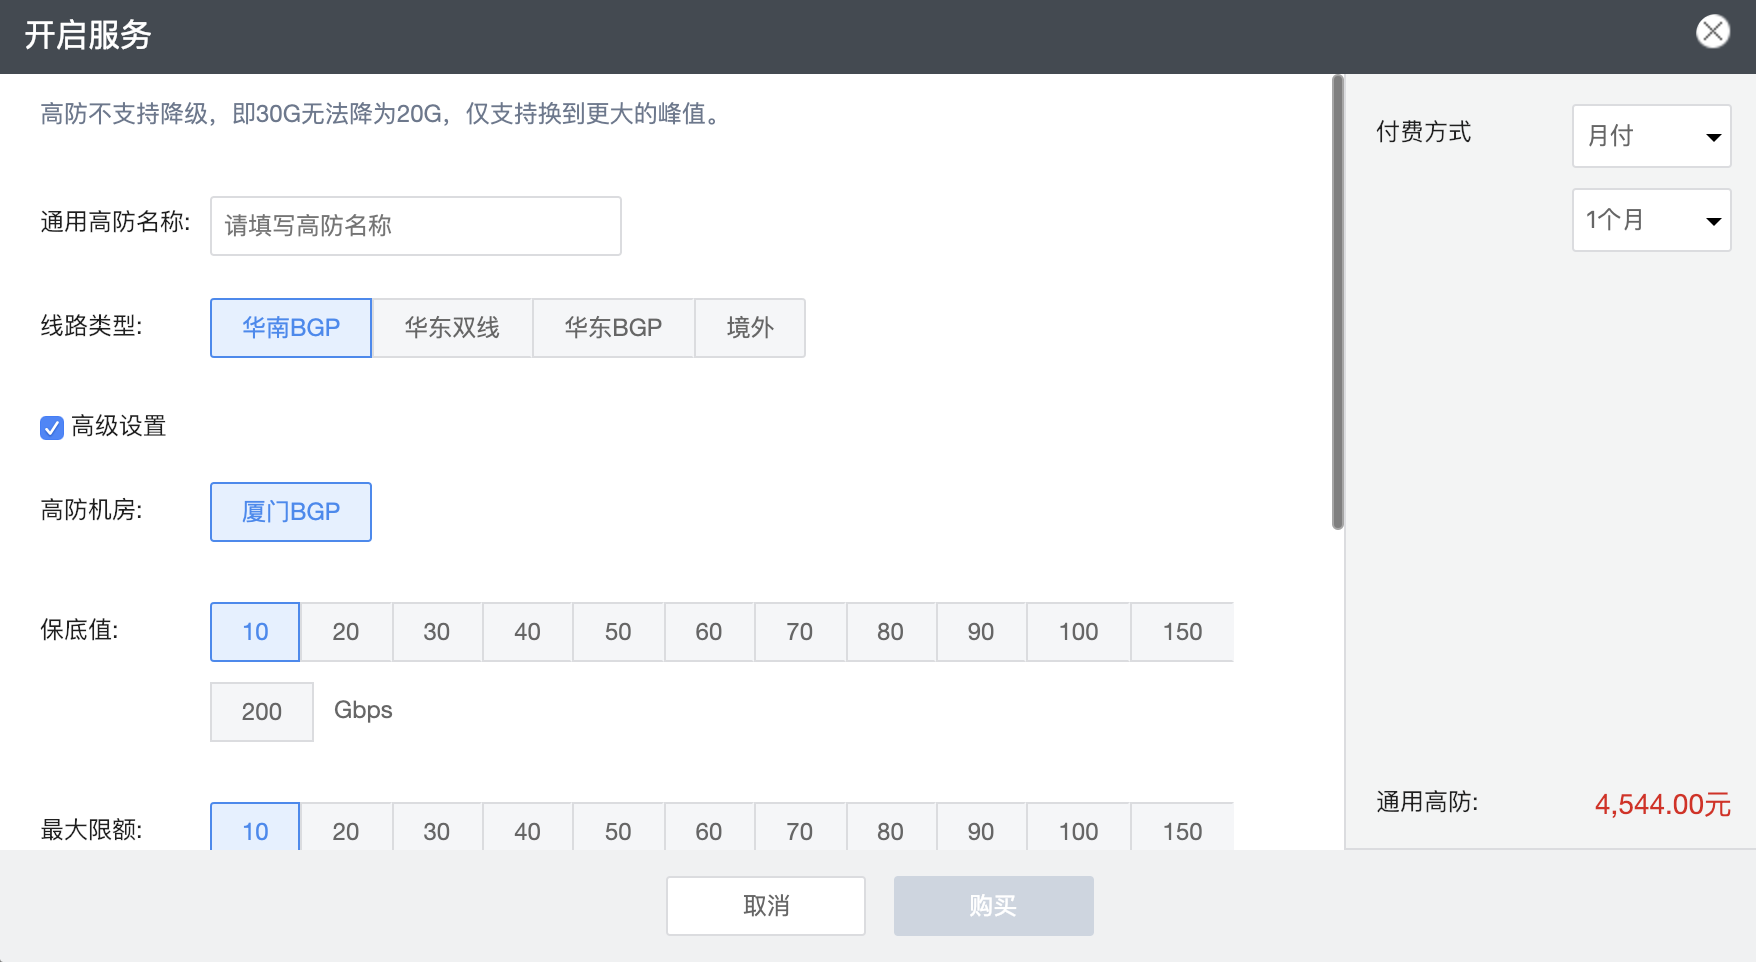 开启服务
高防不支持降级，即30G无法降为20G，仅支持换到更大的峰值。
通用高防名称: 请填写高防名称
线路类型: 华南BGP 华东双线 华东BGP 境外
高级设置
高防机房: 厦门BGP
保底值: 10 20 30 40 50 60 70 80 90 100 150
200 Gbps
最大限额: 10 20 30 40 50 60 70 80 90 100 150
付费方式 月付
1个月
通用高防: 4,544.00元
取消 购买